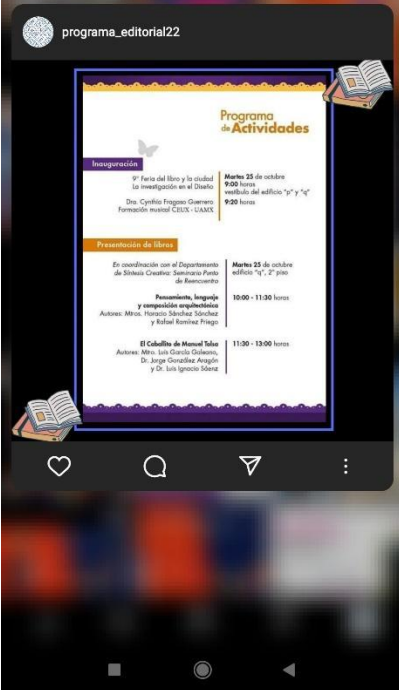 programa_editorial22
Programa
de Actividades
Inauguración
9° Feria del libro y la ciudad
La investigación en el Diseño
Martes 25 de octubre
9:00 horas
vestíbulo del edificio "p" y "q"
Dra. Cynthia Fragoso Guerrero
Formación musical CEUX - UAMX
9:20 horas
Presentación de libros
En coordinación con el Departamento
de Síntesis Creativa: Seminario Punto
de Reencuentro
Martes 25 de octubre
edificio "q", 2° piso
Pensamiento, lenguaje
y composición arquitectónica
Autores: Mtros. Horacio Sánchez Sánchez
y Rafael Ramírez Priego
10:00 - 11:30 horas
El Caballito de Manuel Tolsa
Autores: Mtro. Luis García Galeano,
Dr. Jorge González Aragón
y Dr. Luis Ignacio Sáenz
11:30 - 13:00 horas